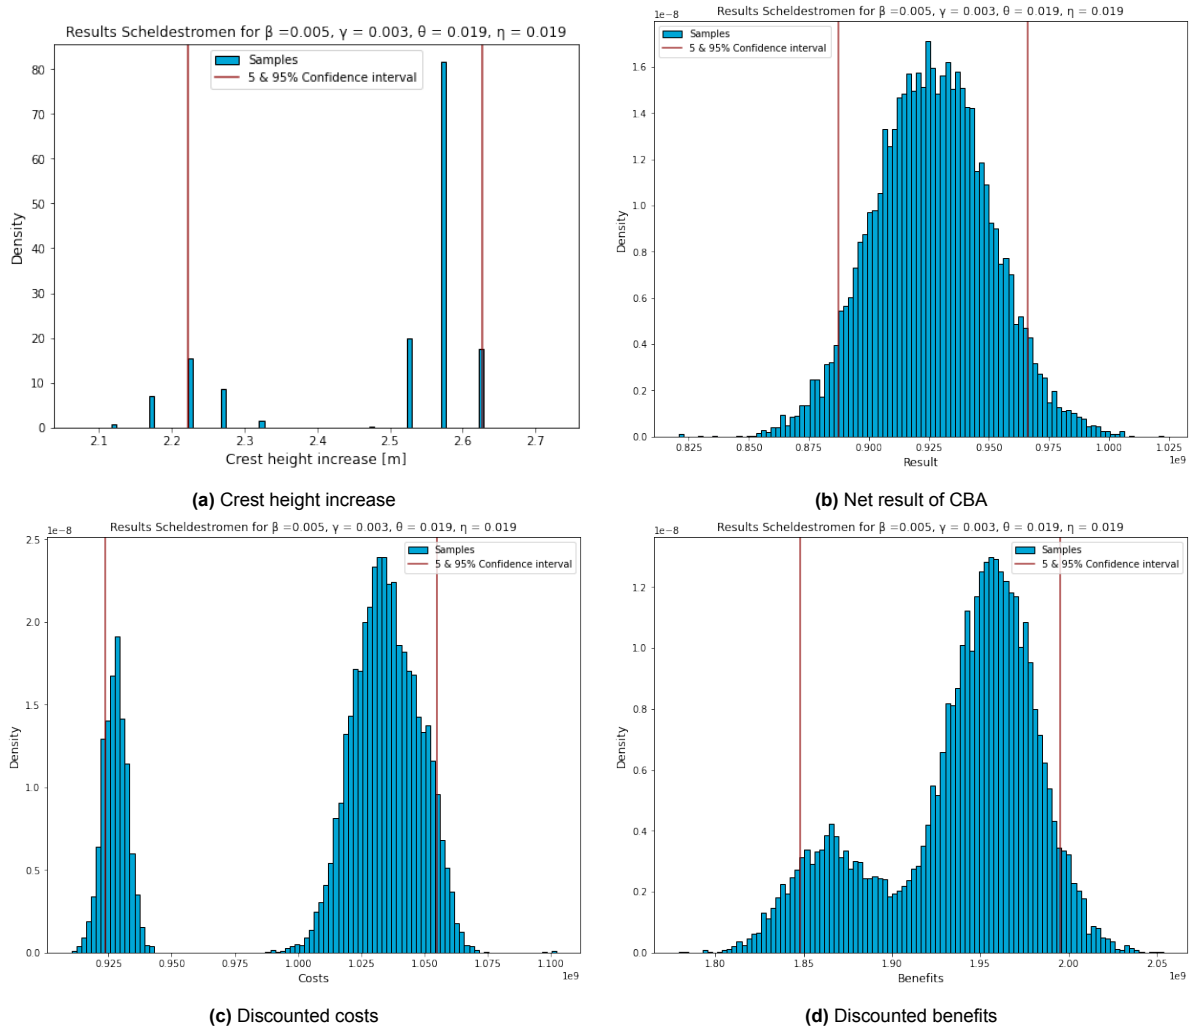 Results Scheldestromen for β =0.005, γ = 0.003, θ = 0.019, η = 0.019
Samples
5 & 95% Confidence interval
Density
80
70
60
50
40
30
20
10
0
2.1 2.2 2.3 2.4 2.5 2.6 2.7
Crest height increase [m]
(a) Crest height increase
1e−8
Results Scheldestromen for β =0.005, γ = 0.003, θ = 0.019, η = 0.019
Samples
5 & 95% Confidence interval
Density
1.6
1.4
1.2
1.0
0.8
0.6
0.4
0.2
0.0
0.825 0.850 0.875 0.900 0.925 0.950 0.975 1.000 1.025
1e9
Result
(b) Net result of CBA
1e−8
Results Scheldestromen for β =0.005, γ = 0.003, θ = 0.019, η = 0.019
Samples
5 & 95% Confidence interval
Density
2.5
2.0
1.5
1.0
0.5
0.0
0.925 0.950 0.975 1.000 1.025 1.050 1.075 1.100
1e9
Costs
(c) Discounted costs
1e−8
Results Scheldestromen for β =0.005, γ = 0.003, θ = 0.019, η = 0.019
Samples
5 & 95% Confidence interval
Density
1.2
1.0
0.8
0.6
0.4
0.2
0.0
1.80 1.85 1.90 1.95 2.00 2.05
1e9
Benefits
(d) Discounted benefits